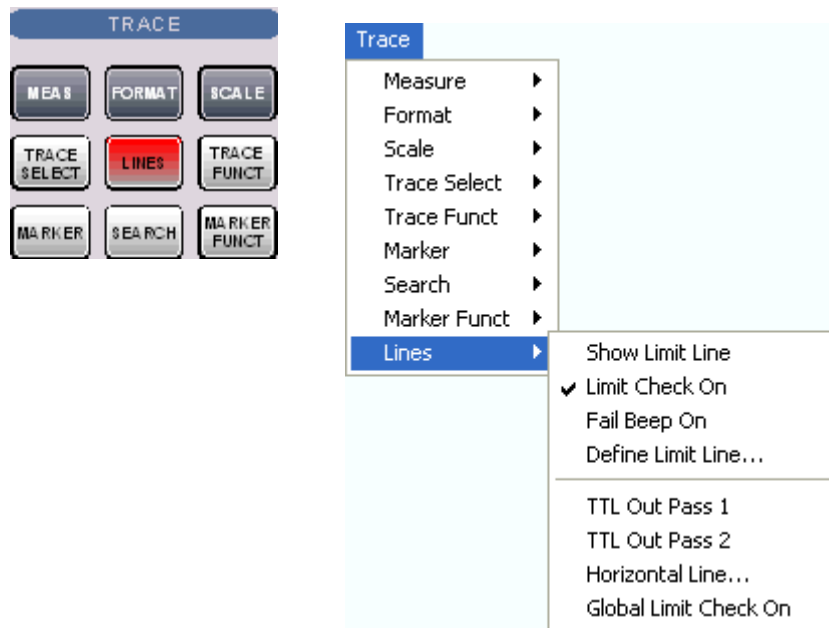 TRACE
MEAS FORMAT SCALE
TRACE SELECT LINES TRACE FUNCT
MARKER SEARCH MARKER FUNCT
Trace
Measure
Format
Scale
Trace Select
Trace Funct
Marker
Search
Marker Funct
Lines
Show Limit Line
Limit Check On
Fail Beep On
Define Limit Line...
TTL Out Pass 1
TTL Out Pass 2
Horizontal Line...
Global Limit Check On